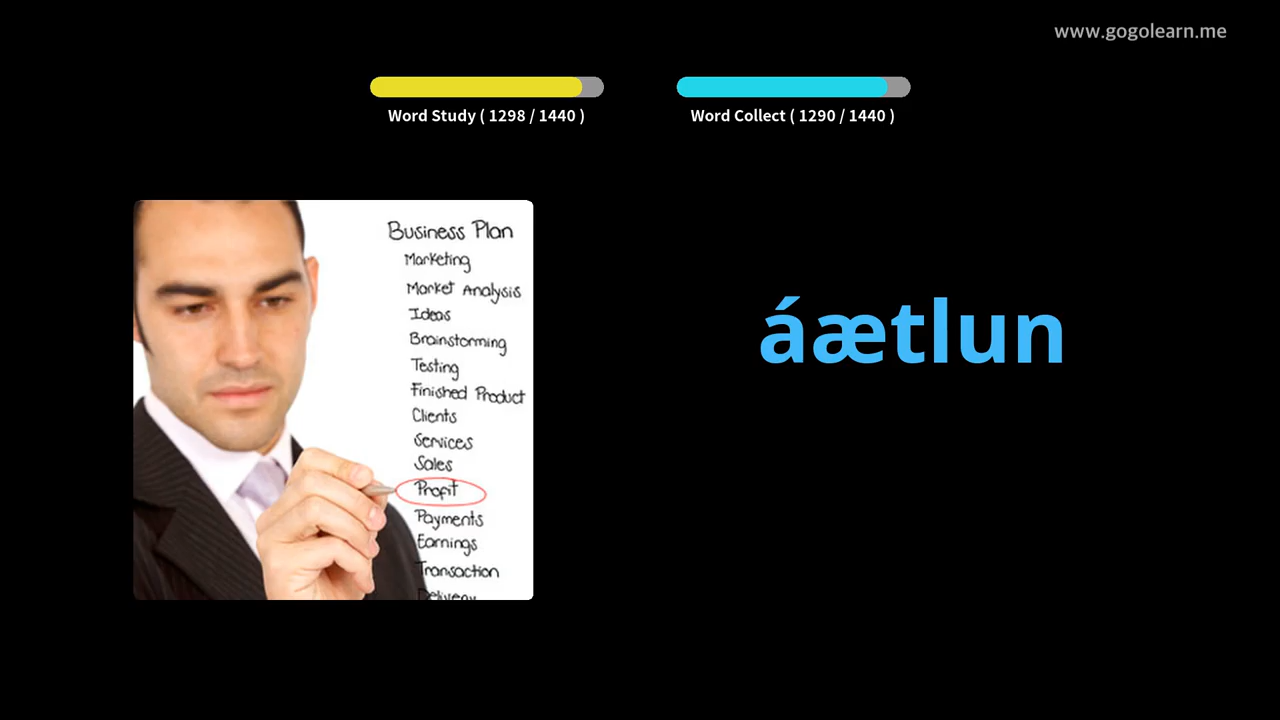 www.gogolearn.me
Word Study ( 1298 / 1440 )
Word Collect ( 1290 / 1440 )
Business Plan
Marketing
Market Analysis
Ideas
Brainstorming
Testing
Finished Product
Clients
Services
Sales
Profit
Payments
Earnings
Transaction
Delivery
áætlun